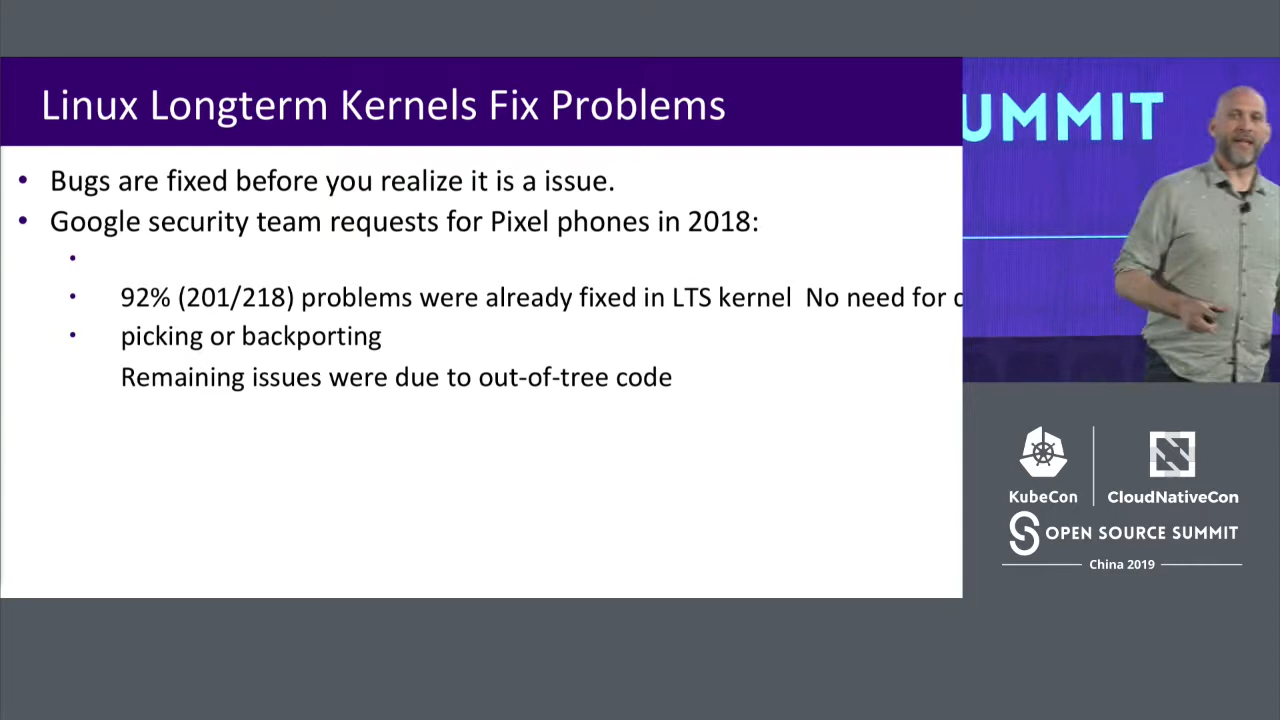 Linux Longterm Kernels Fix Problems
• Bugs are fixed before you realize it is a issue.
• Google security team requests for Pixel phones in 2018:
•
• 92% (201/218) problems were already fixed in LTS kernel No need for
• picking or backporting
Remaining issues were due to out-of-tree code
UMMIT
KubeCon
CloudNativeCon
OPEN SOURCE SUMMIT
China 2019